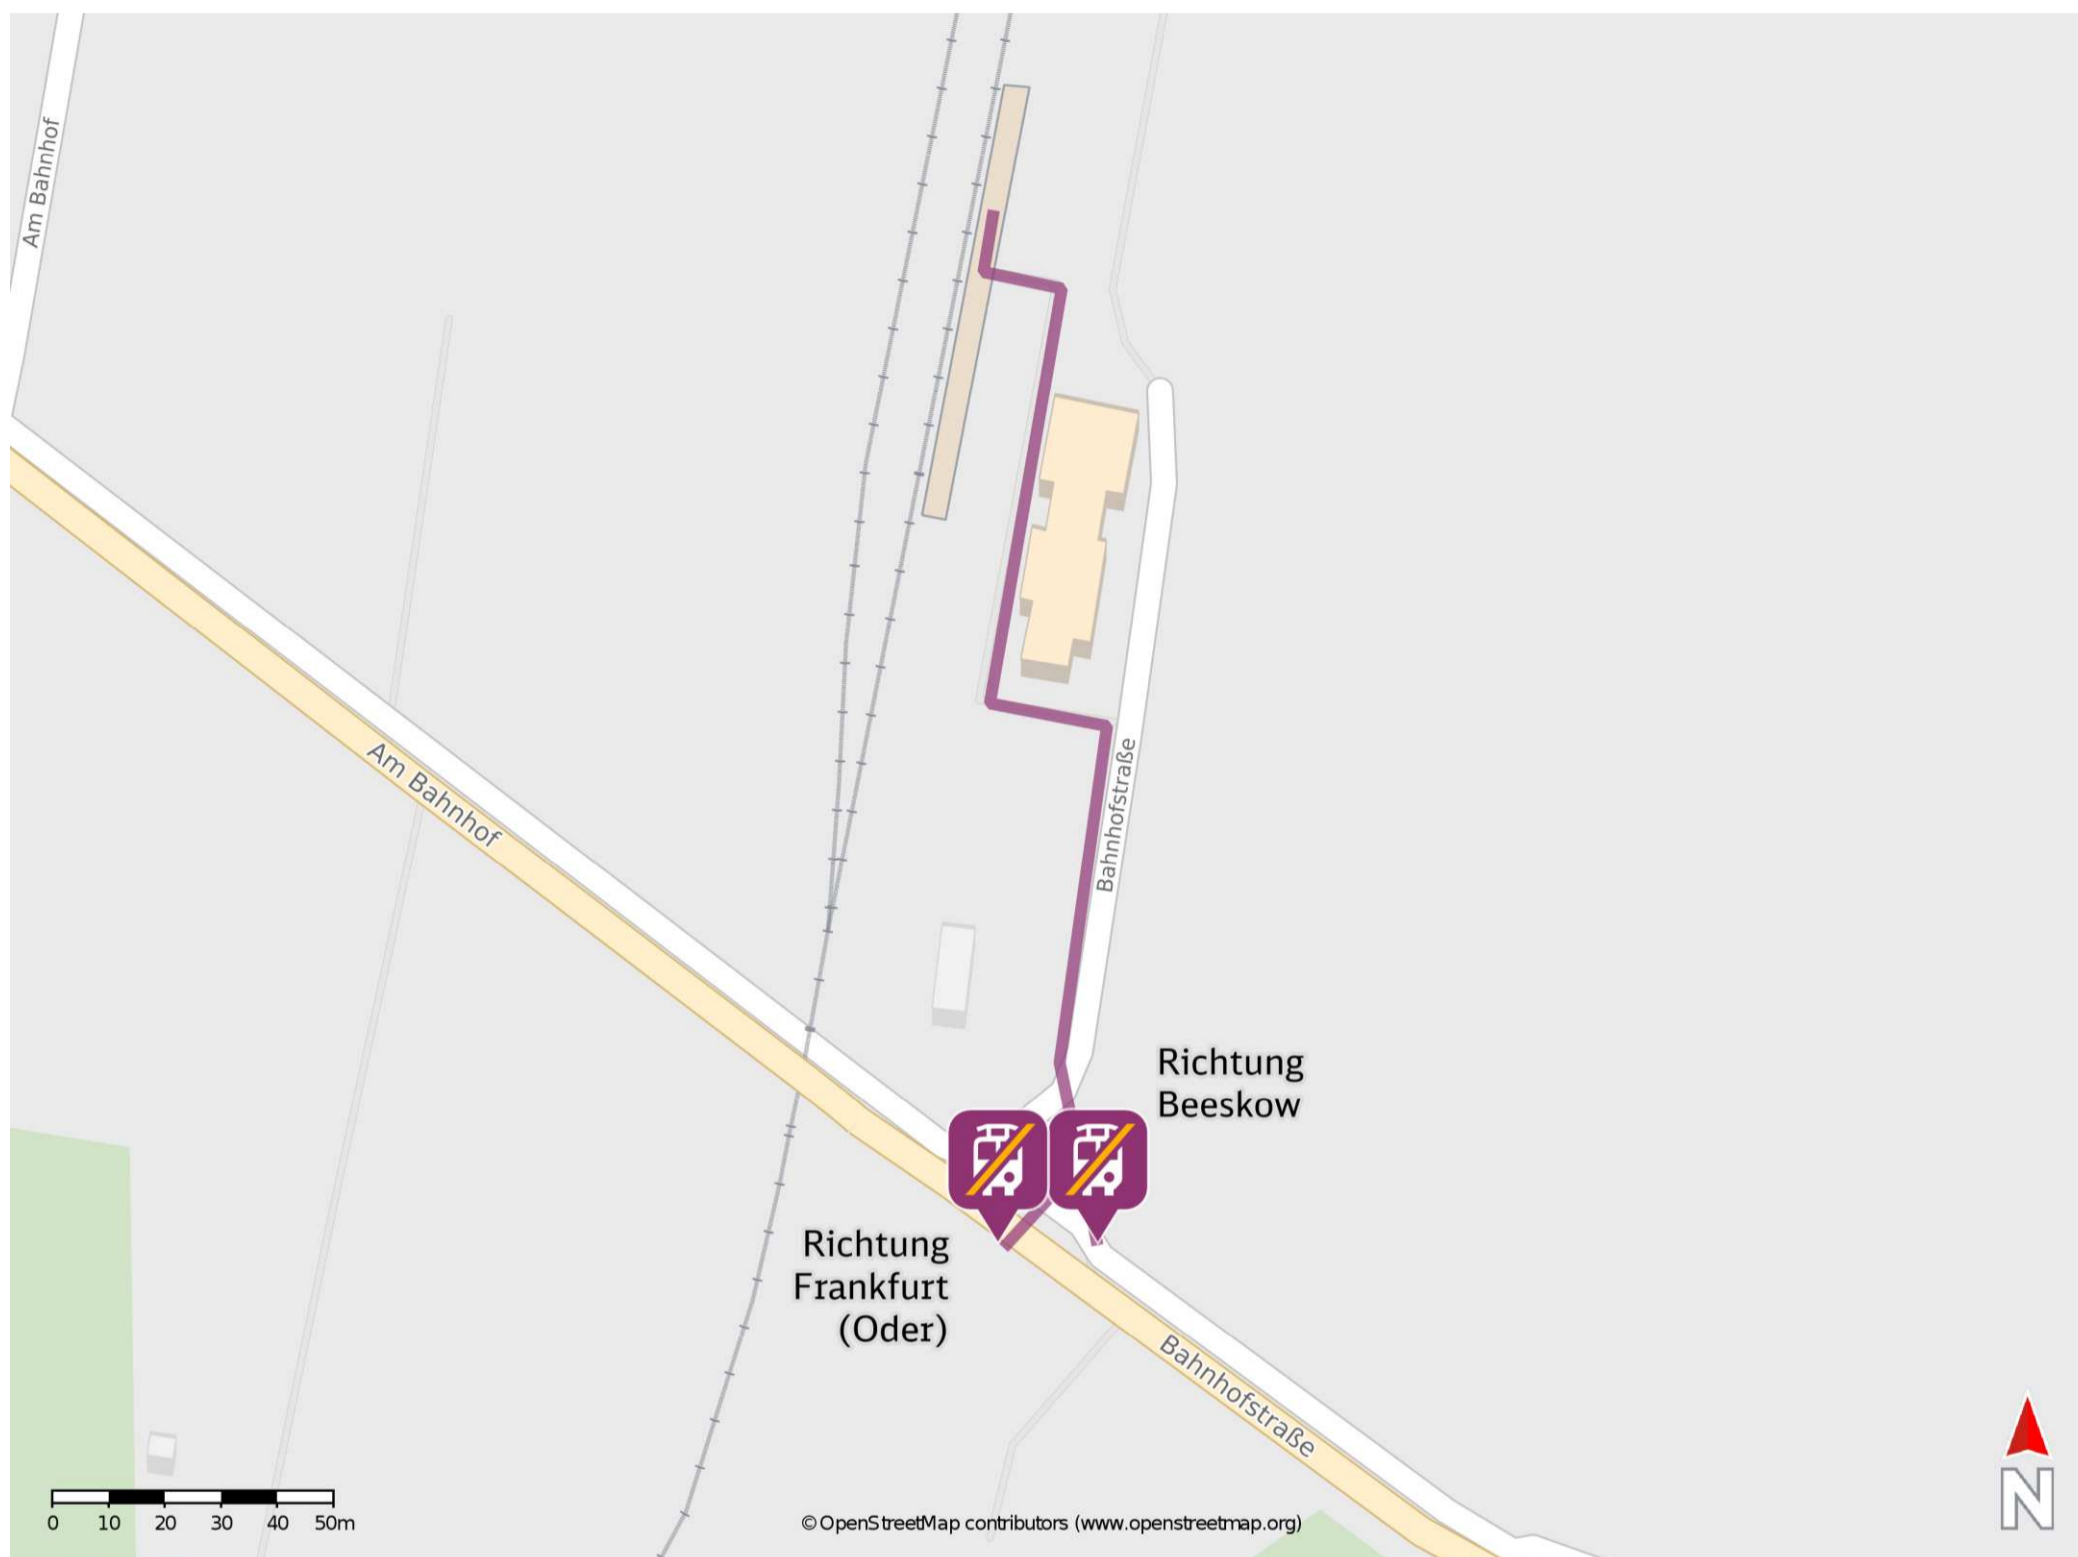 Am Bahnhof
Am Bahnhof
Bahnhofstraße
Richtung
Beeskow
Richtung
Frankfurt
(Oder)
Bahnhofstraße
N
0 10 20 30 40 50m
© OpenStreetMap contributors (www.openstreetmap.org)